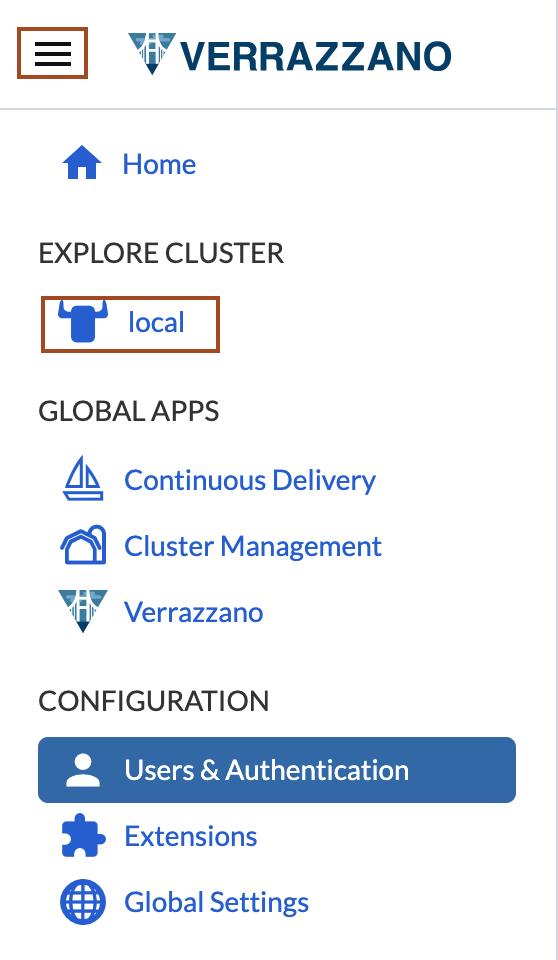 VERRAZZANO
Home
EXPLORE CLUSTER
local
GLOBAL APPS
Continuous Delivery
Cluster Management
Verrazzano
CONFIGURATION
Users & Authentication
Extensions
Global Settings